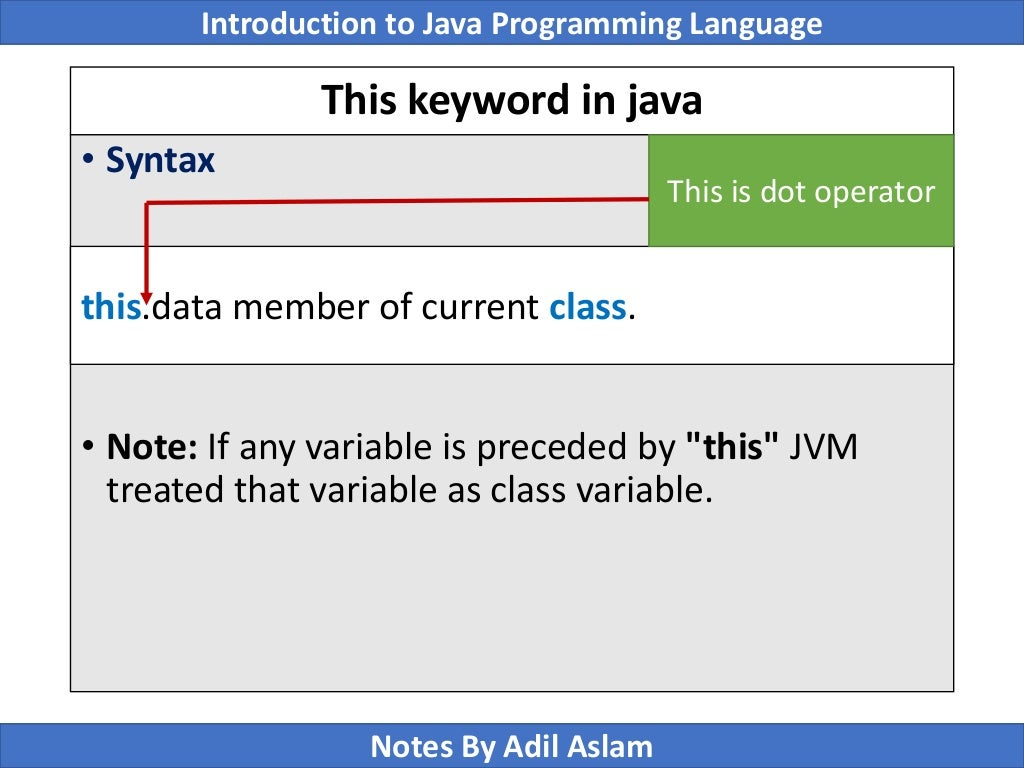 Introduction to Java Programming Language
This keyword in java
• Syntax
This is dot operator
this.data member of current class.
• Note: If any variable is preceded by "this" JVM
treated that variable as class variable.
Notes By Adil Aslam